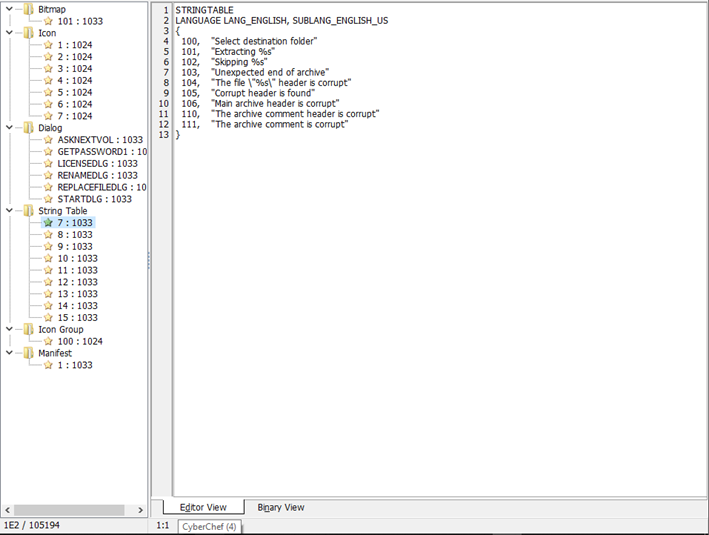 Bitmap
101 : 1033
Icon
1 : 1024
2 : 1024
3 : 1024
4 : 1024
5 : 1024
6 : 1024
7 : 1024
Dialog
ASKNEXTVOL : 1033
GETPASSWORD1 : 10
LICENSEDLG : 1033
RENAMEDLG : 1033
REPLACEFILEDLG : 10
STARTDLG : 1033
String Table
7 : 1033
8 : 1033
9 : 1033
10 : 1033
11 : 1033
12 : 1033
13 : 1033
14 : 1033
15 : 1033
Icon Group
100 : 1024
Manifest
1 : 1033
1E2 / 105194
1 STRINGTABLE
2 LANGUAGE LANG_ENGLISH, SUBLANG_ENGLISH_US
3 {
4 100, "Select destination folder"
5 101, "Extracting %s"
6 102, "Skipping %s"
7 103, "Unexpected end of archive"
8 104, "The file \"%s\" header is corrupt"
9 105, "Corrupt header is found"
10 106, "Main archive header is corrupt"
11 110, "The archive comment header is corrupt"
12 111, "The archive comment is corrupt"
13 }
Editor View Binary View
1:1 CyberChef (4)